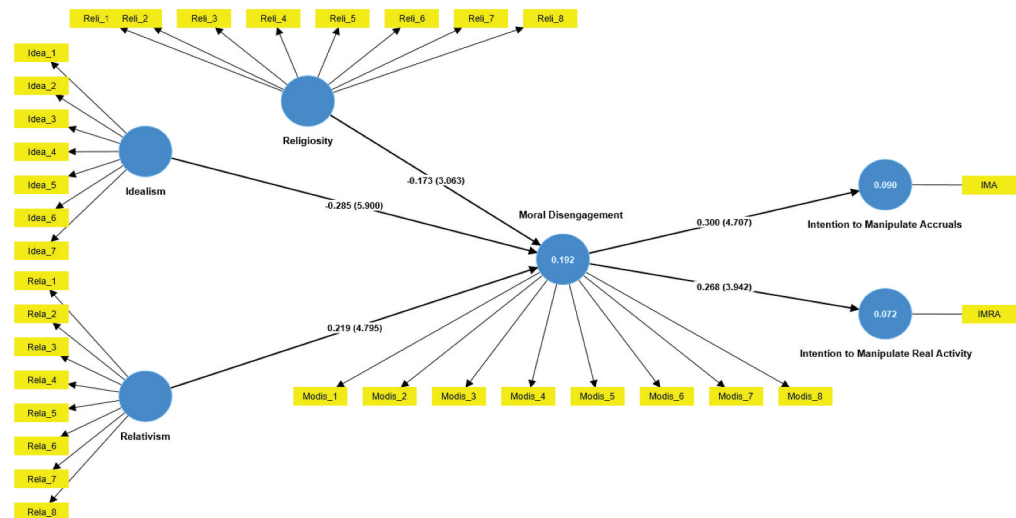 Reli_1 Reli_2 Reli_3 Reli_4 Reli_5 Reli_6 Reli_7 Reli_8
Idea_1
Idea_2
Idea_3
Idea_4
Idea_5
Idea_6
Idea_7
Idealism
Religiosity
-0.173 (3.063)
-0.285 (5.900)
Moral Disengagement
0.192
0.300 (4.707)
0.090
IMA
Intention to Manipulate Accruals
0.268 (3.942)
0.072
IMRA
Intention to Manipulate Real Activity
Rela_1
Rela_2
Rela_3
Rela_4
Rela_5
Rela_6
Rela_7
Rela_8
Relativism
0.219 (4.795)
Modis_1 Modis_2 Modis_3 Modis_4 Modis_5 Modis_6 Modis_7 Modis_8